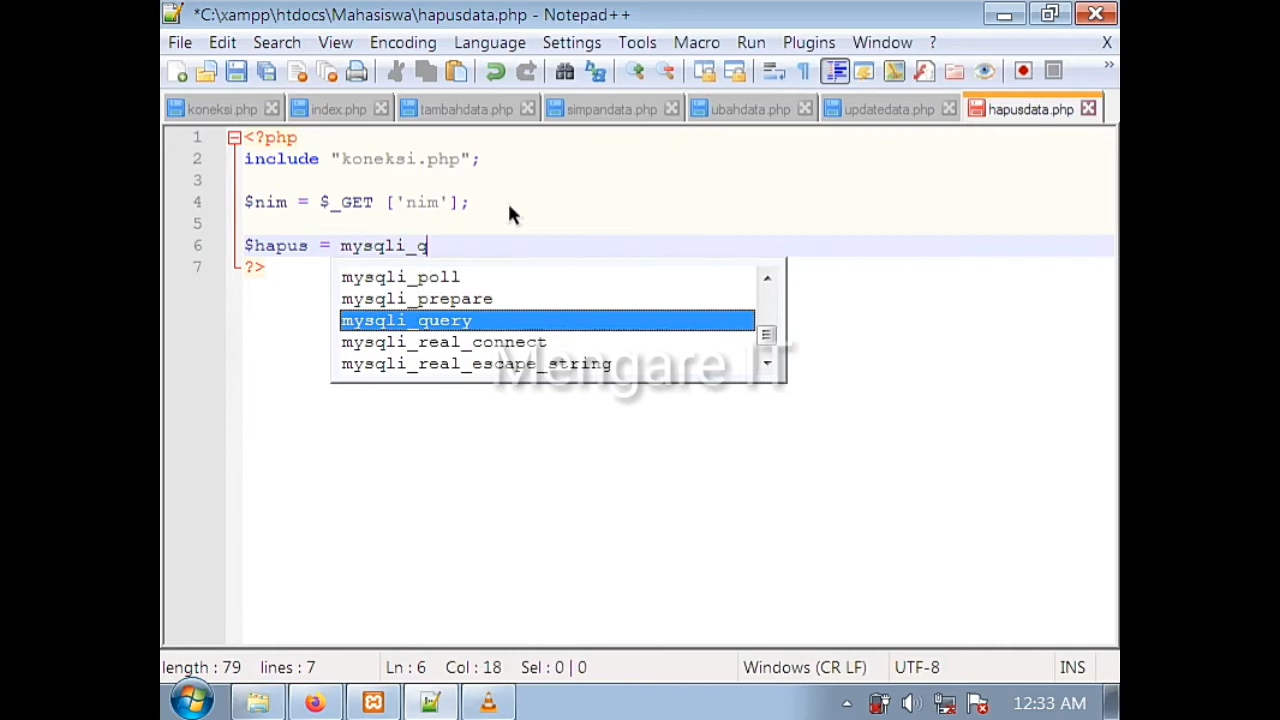 *C:\xampp\htdocs\Mahasiswa\hapusdata.php - Notepad++
File Edit Search View Encoding Language Settings Tools Macro Run Plugins Window ? X
koneksi.php index.php tambahdata.php simpandata.php ubahdata.php updatedata.php hapusdata.php
1 <?php
2 include "koneksi.php";
3
4 $nim = $_GET ['nim'];
5
6 $hapus = mysqli_q
7 ?>
mysqli_poll
mysqli_prepare
mysqli_query
mysqli_real_connect
mysqli_real_escape_string
Mengare IT
length : 79 lines : 7 Ln : 6 Col : 18 Sel : 0 | 0 Windows (CR LF) UTF-8 INS
12:33 AM